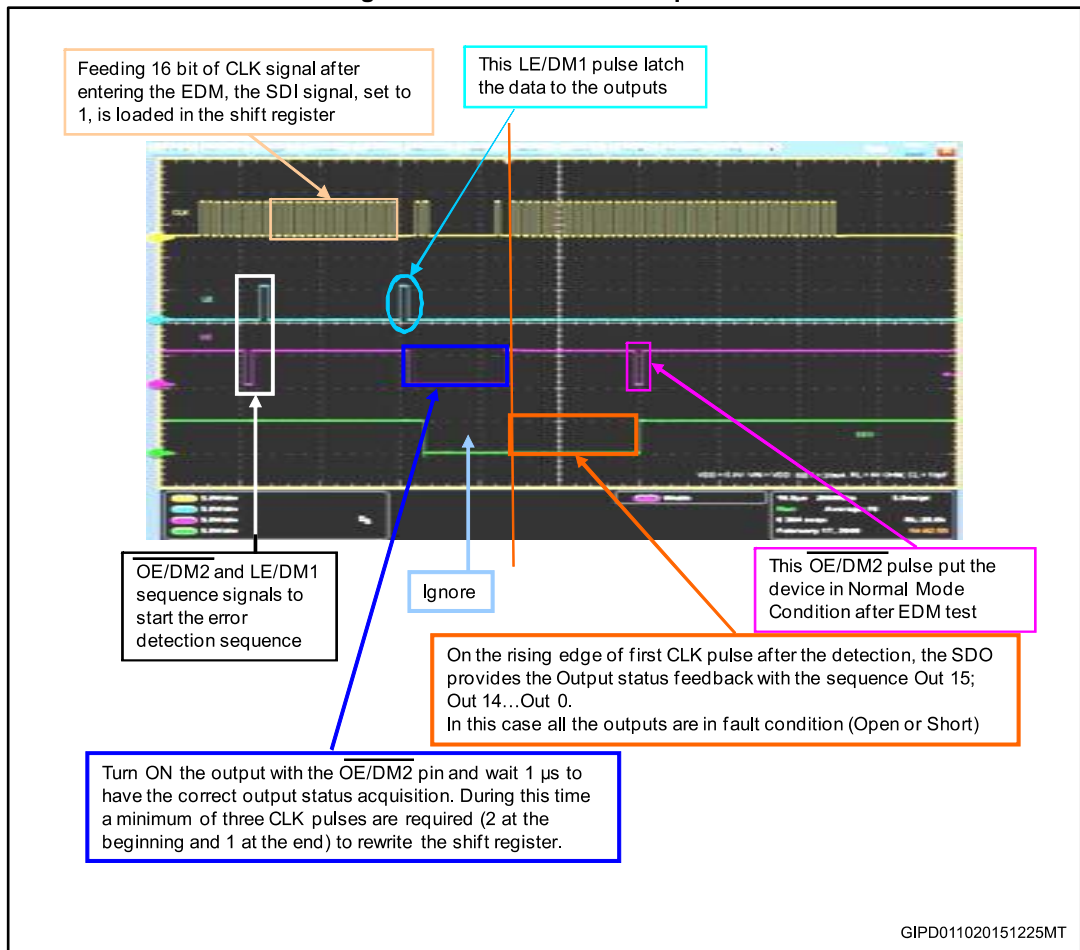 Feeding 16 bit of CLK signal after
entering the EDM, the SDI signal, set to
1, is loaded in the shift register
This LE/DM1 pulse latch
the data to the outputs
CLK
OE/DM2 and LE/DM1
sequence signals to
start the error
detection sequence
Ignore
This OE/DM2 pulse put the
device in Normal Mode
Condition after EDM test
On the rising edge of first CLK pulse after the detection, the SDO
provides the Output status feedback with the sequence Out 15;
Out 14…Out 0.
In this case all the outputs are in fault condition (Open or Short)
Turn ON the output with the OE/DM2 pin and wait 1 µs to
have the correct output status acquisition. During this time
a minimum of three CLK pulses are required (2 at the
beginning and 1 at the end) to rewrite the shift register.
GIPD011020151225MT